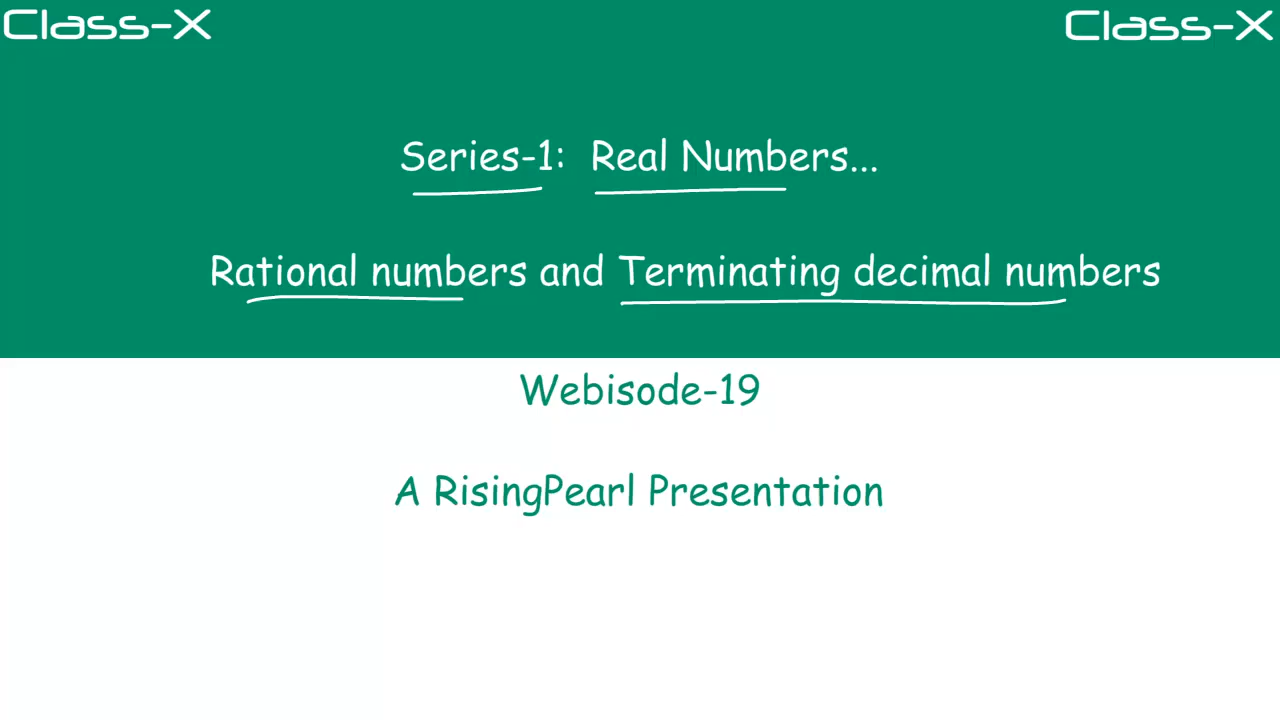 Class-X Class-X
Series-1: Real Numbers...
Rational numbers and Terminating decimal numbers
Webisode-19
A RisingPearl Presentation